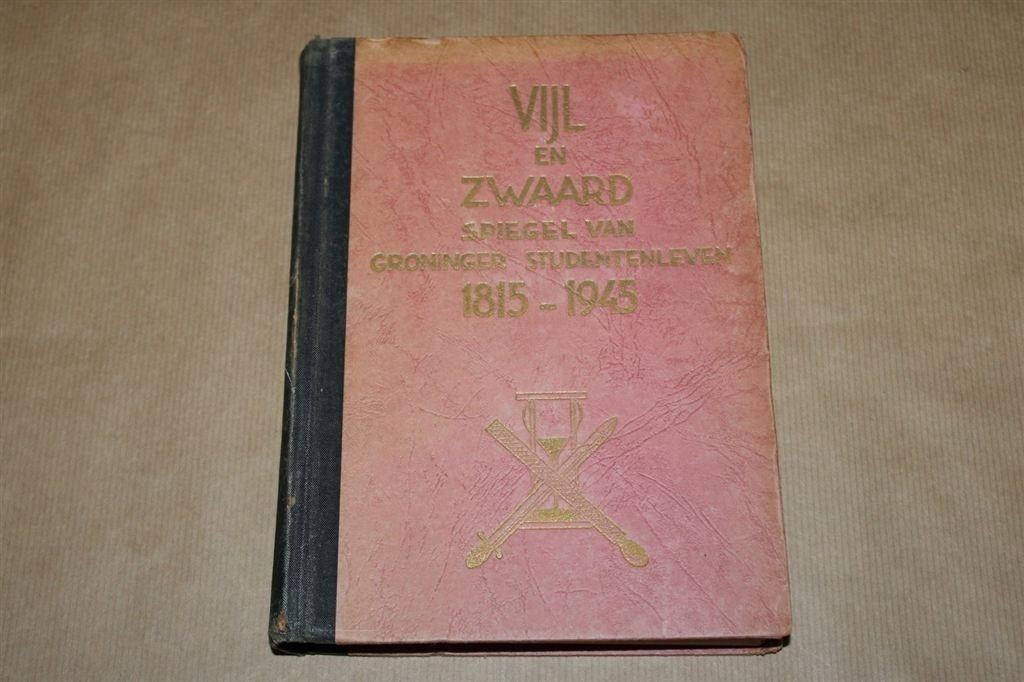 VIJL
EN
ZWAARD
SPIEGEL VAN
GRONINGER STUDENTENLEVEN
1815 - 1945